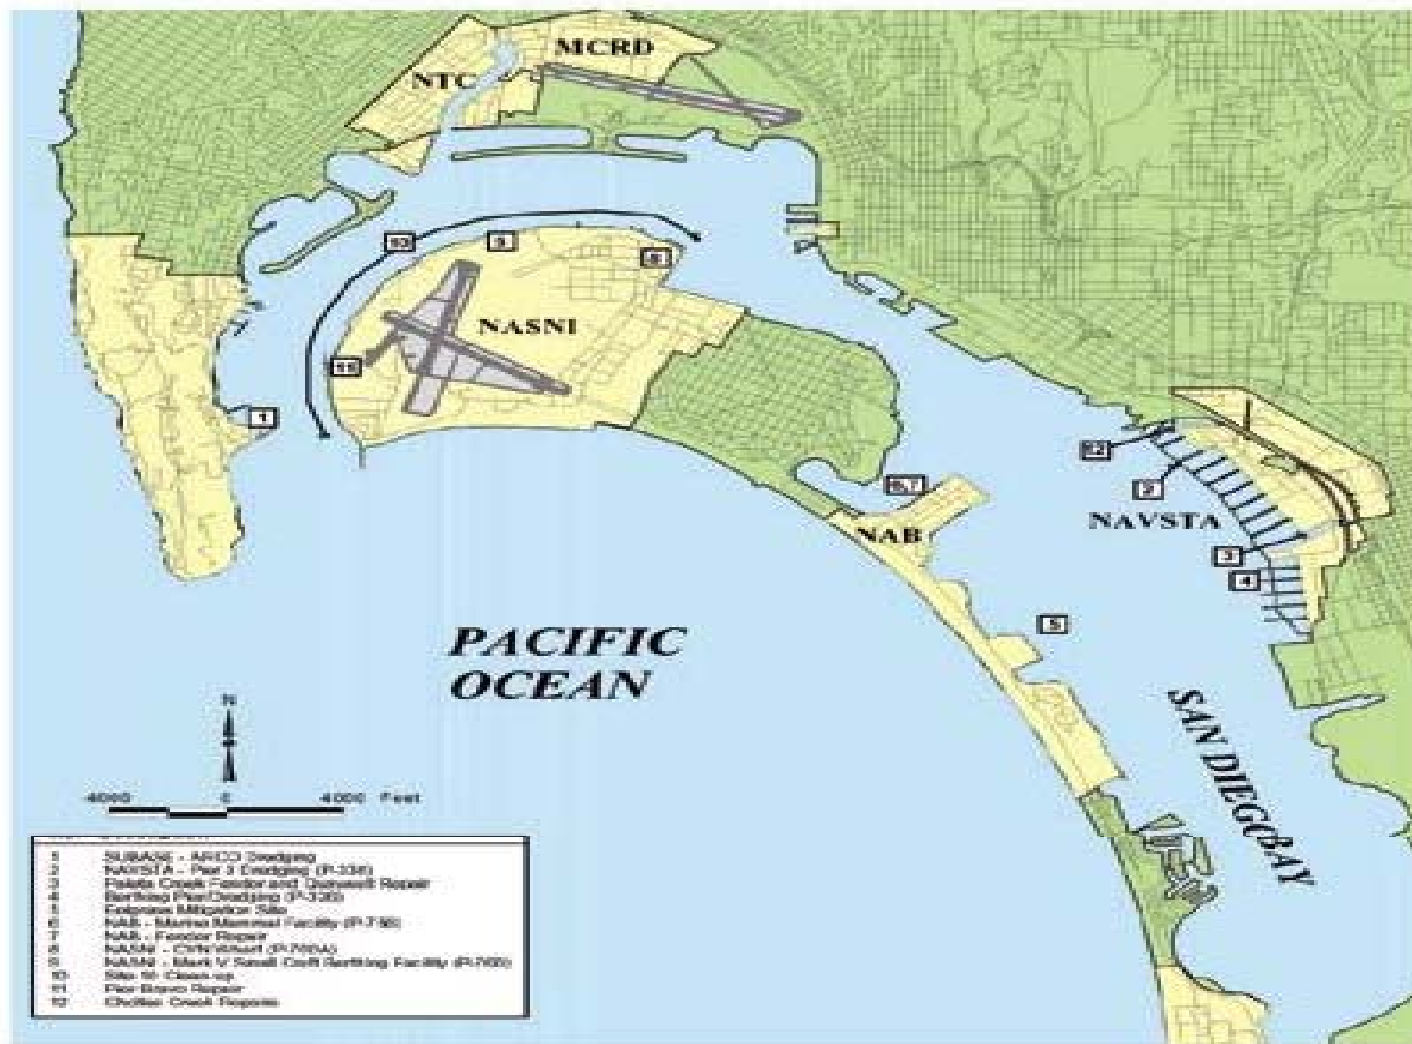 MCRD
NTC
10
9
8
NASNI
11
1
12
6,7
2
NAVSTA
NAB
3
4
5
PACIFIC
OCEAN
SAN DIEGO BAY
N
4000 0 4000 Feet
1 SUBASE - ARCO Dredging
2 NAVSTA - Pier 3 Dredging
3 Paleta Creek Fender and Quaywall Repair
4 Berthing Pier/Dredging
5 Eelgrass Mitigation Site
6 NAB - Marine Mammal Facility
7 NAB - Fender Repair
8 NASNI - CVN Wharf (P-700A)
9 NASNI - Mark V Small Craft Berthing Facility
10 Site Clean-up
11 Pier Bravo Repair
12 Chollas Creek Repairs